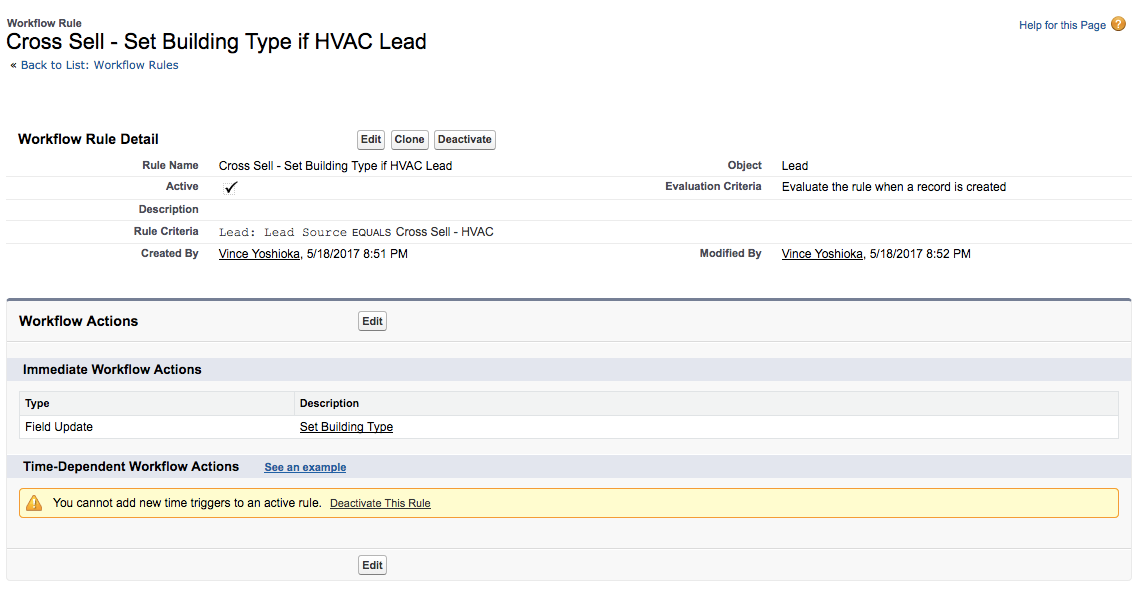 Workflow Rule
Help for this Page ?
Cross Sell - Set Building Type if HVAC Lead
« Back to List: Workflow Rules
Workflow Rule Detail Edit Clone Deactivate
Rule Name Cross Sell - Set Building Type if HVAC Lead Object Lead
Active Evaluation Criteria Evaluate the rule when a record is created
Description
Rule Criteria Lead: Lead Source EQUALS Cross Sell - HVAC
Created By Vince Yoshioka, 5/18/2017 8:51 PM Modified By Vince Yoshioka, 5/18/2017 8:52 PM
Workflow Actions Edit
Immediate Workflow Actions
Type Description
Field Update Set Building Type
Time-Dependent Workflow Actions See an example
You cannot add new time triggers to an active rule. Deactivate This Rule
Edit